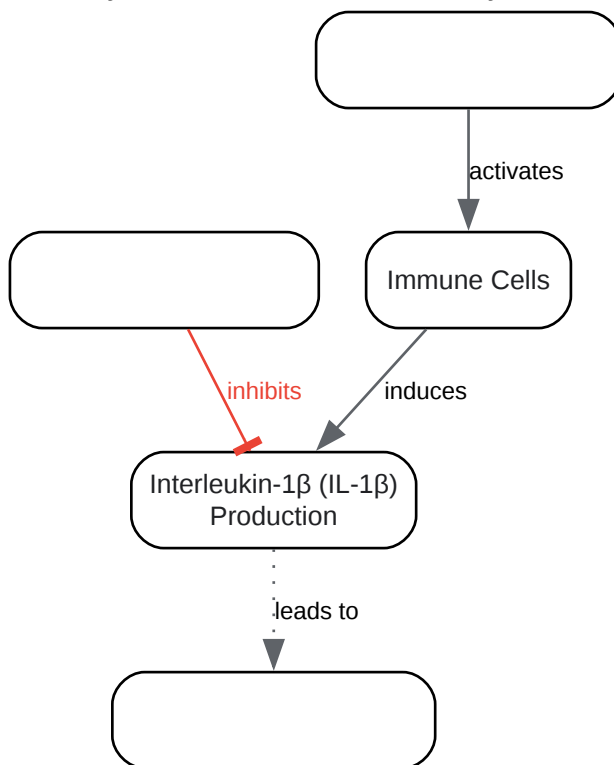 activates
Immune Cells
inhibits
induces
Interleukin-1β (IL-1β)
Production
leads to